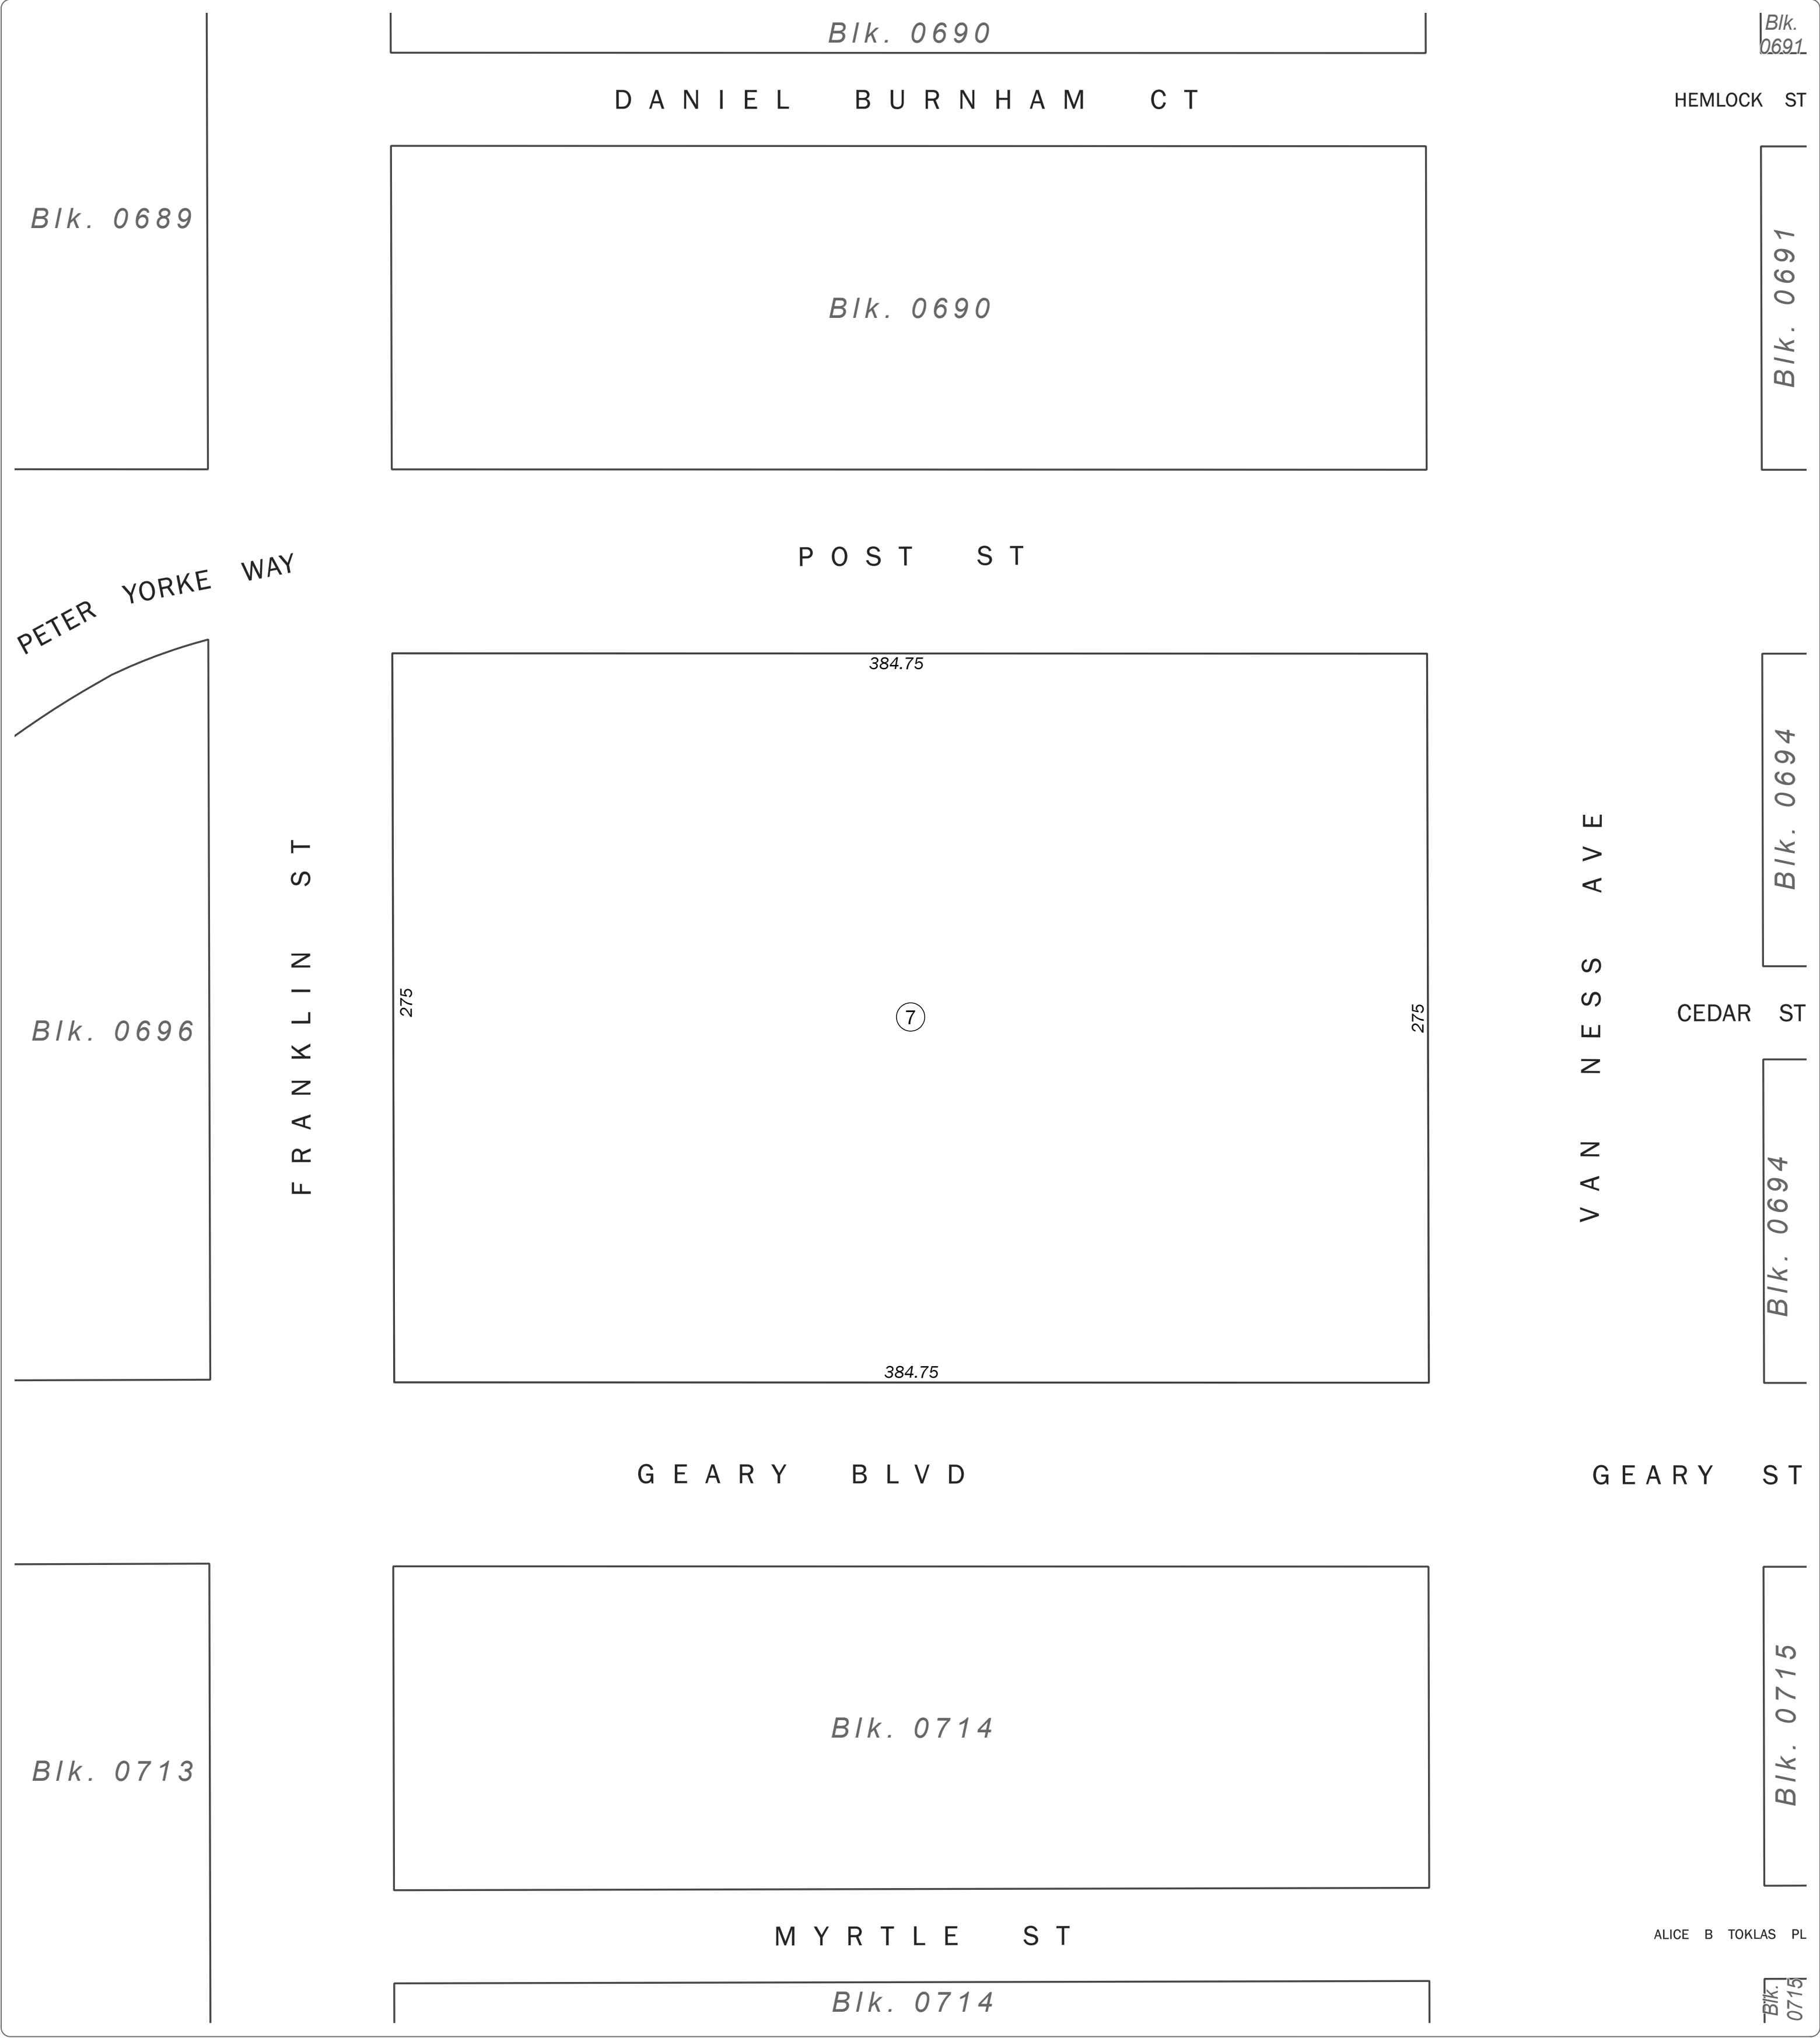 Blk. 0690
Blk.
0691
DANIEL BURNHAM CT
HEMLOCK ST
Blk. 0689
Blk. 0690
Blk. 0691
POST ST
PETER YORKE WAY
384.75
Blk. 0694
FRANKLIN ST
VAN NESS AVE
275
7
275
CEDAR ST
Blk. 0696
Blk. 0694
384.75
GEARY BLVD
GEARY ST
Blk. 0714
Blk. 0715
Blk. 0713
MYRTLE ST
ALICE B TOKLAS PL
Blk. 0714
Blk.
0715